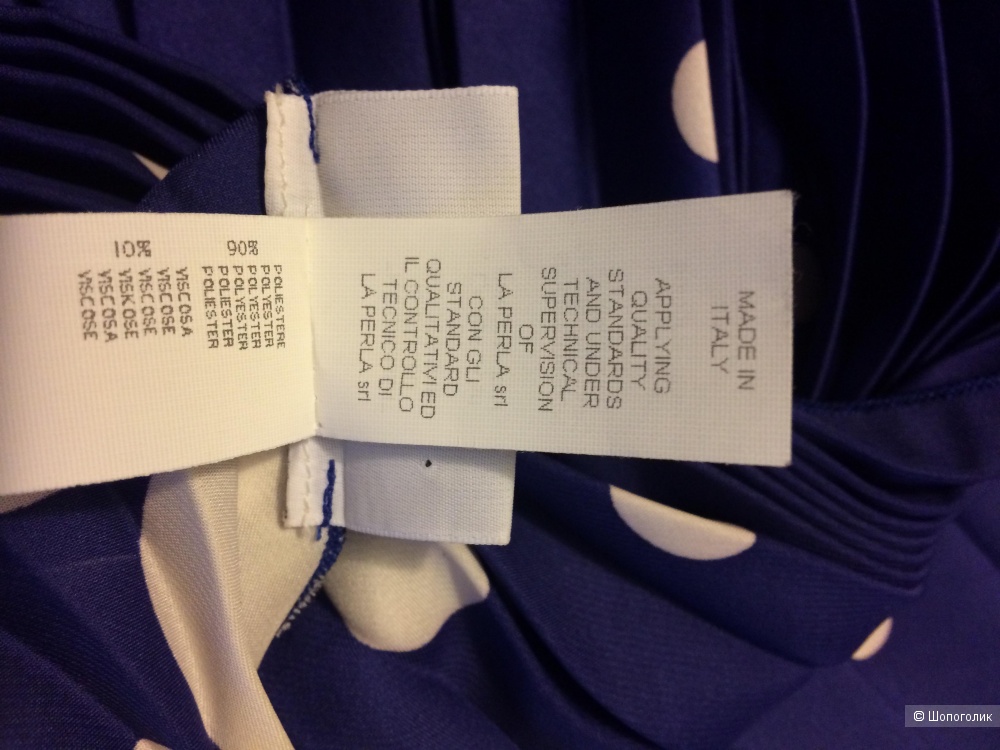 MADE IN
ITALY
APPLYING
QUALITY
STANDARDS
AND UNDER
TECHNICAL
SUPERVISION
OF
LA PERLA srl
CON GLI
STANDARD
QUALITATIVI ED
IL CONTROLLO
TECNICO DI
LA PERLA srl
90% POLIESTERE
POLYESTER
POLYESTER
POLYESTER
POLIESTER
POLIESTER
10% VISCOSA
VISCOSE
VISCOSE
VISKOSE
VISCOSA
VISCOSE
© Шопоголик